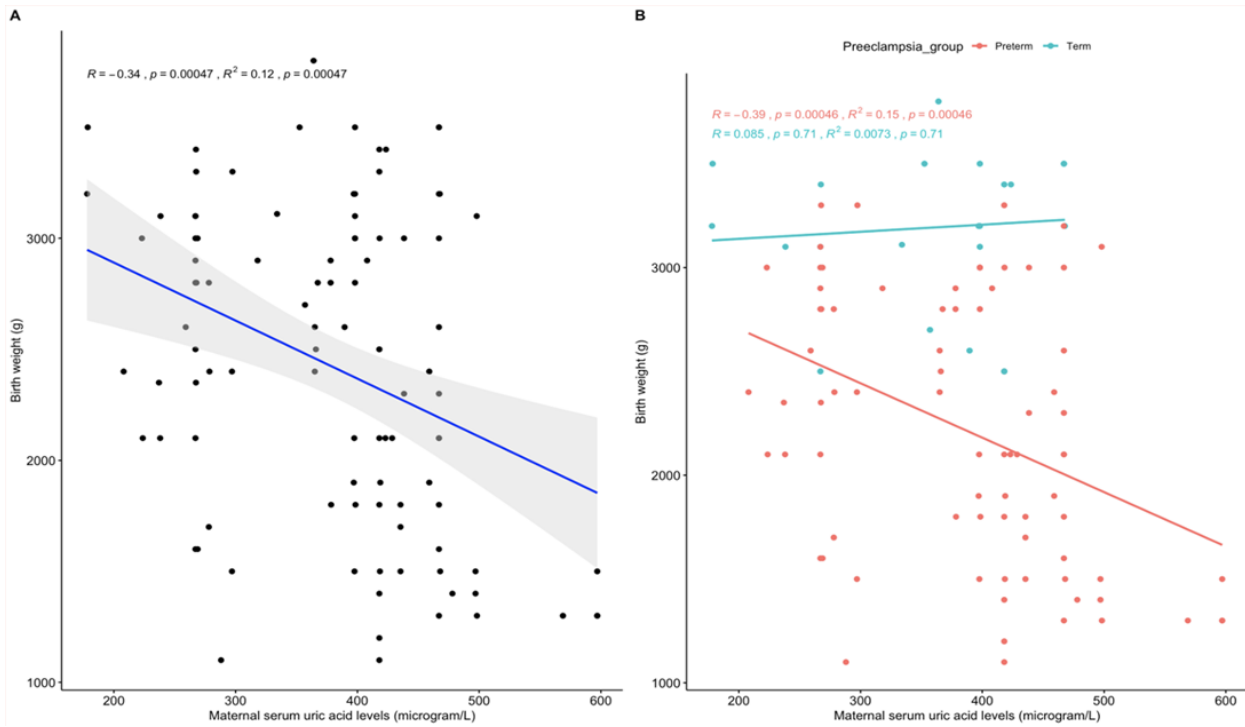 A
R = −0.34 , p = 0.00047 , R² = 0.12 , p = 0.00047
3000
2000
1000
Birth weight (g)
200 300 400 500 600
Maternal serum uric acid levels (microgram/L)
B
Preeclampsia_group Preterm Term
R = −0.39 , p = 0.00046 , R² = 0.15 , p = 0.00046
R = 0.085 , p = 0.71 , R² = 0.0073 , p = 0.71
3000
2000
1000
Birth weight (g)
200 300 400 500 600
Maternal serum uric acid levels (microgram/L)